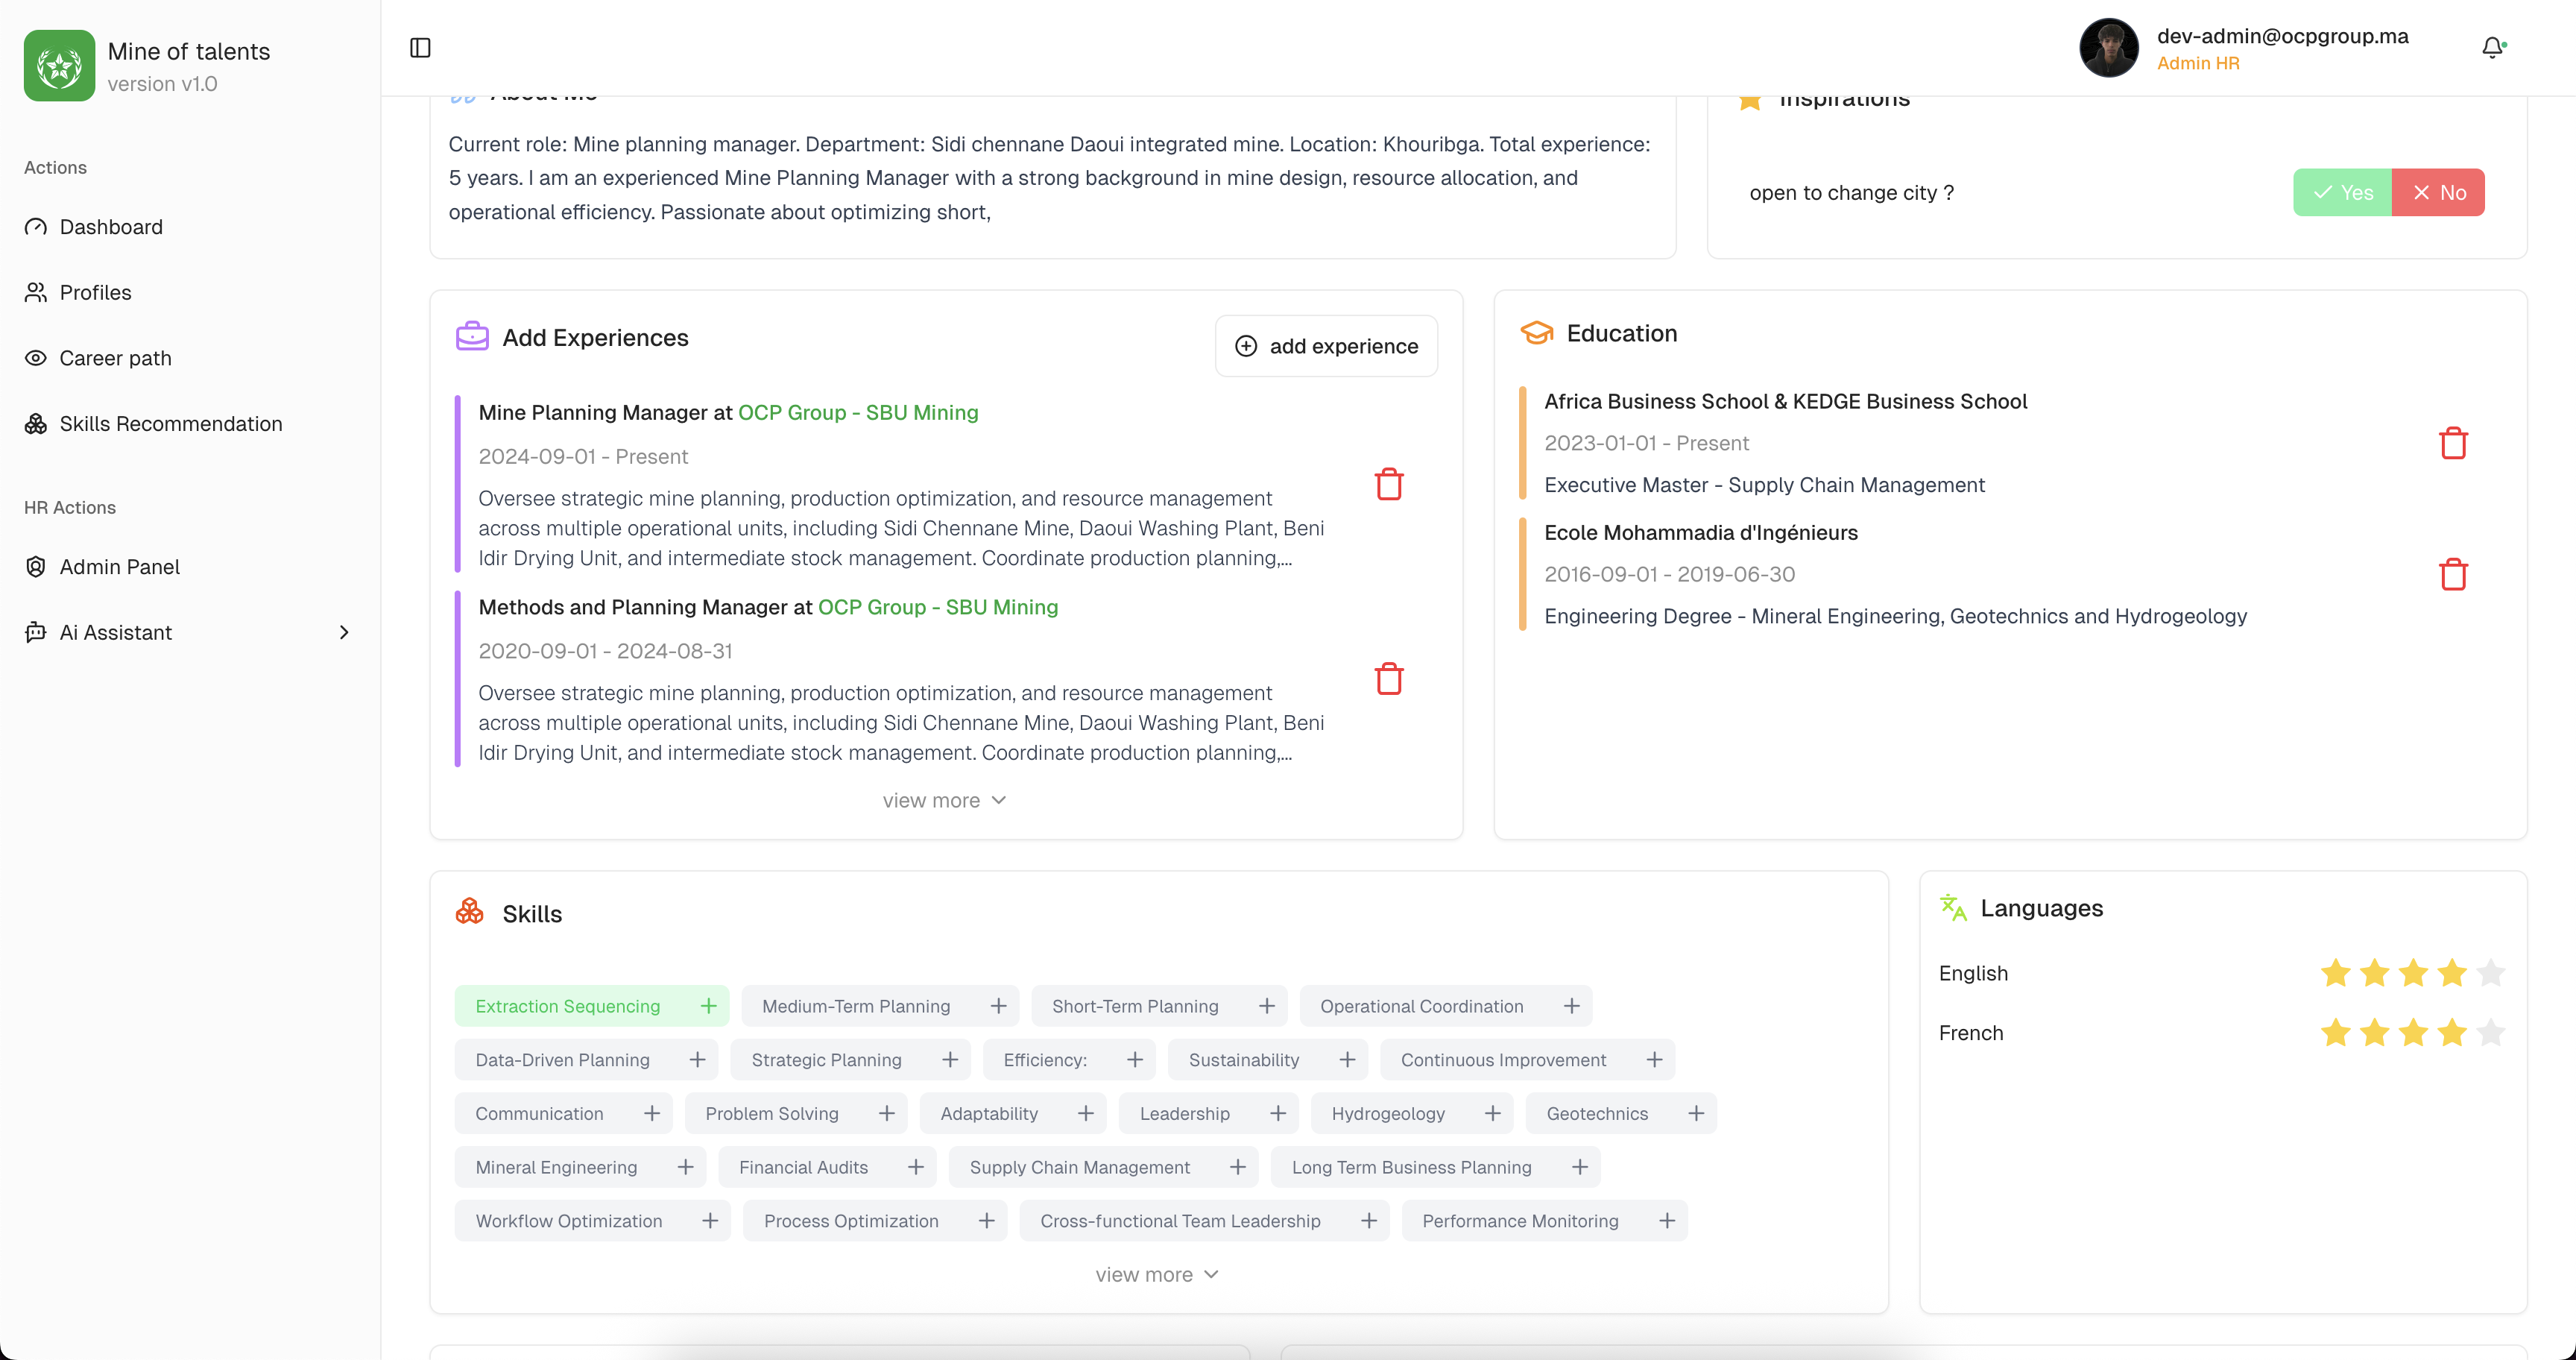 Mine of talents
version v1.0
Actions
Dashboard
Profiles
Career path
Skills Recommendation
HR Actions
Admin Panel
Ai Assistant
dev-admin@ocpgroup.ma
Admin HR
About Me
Current role: Mine planning manager. Department: Sidi chennane Daoui integrated mine. Location: Khouribga. Total experience:
5 years. I am an experienced Mine Planning Manager with a strong background in mine design, resource allocation, and
operational efficiency. Passionate about optimizing short,
Inspirations
open to change city ?
Yes
No
Add Experiences
add experience
Mine Planning Manager at OCP Group - SBU Mining
2024-09-01 - Present
Oversee strategic mine planning, production optimization, and resource management
across multiple operational units, including Sidi Chennane Mine, Daoui Washing Plant, Beni
Idir Drying Unit, and intermediate stock management. Coordinate production planning,...
Methods and Planning Manager at OCP Group - SBU Mining
2020-09-01 - 2024-08-31
Oversee strategic mine planning, production optimization, and resource management
across multiple operational units, including Sidi Chennane Mine, Daoui Washing Plant, Beni
Idir Drying Unit, and intermediate stock management. Coordinate production planning,...
view more
Education
Africa Business School & KEDGE Business School
2023-01-01 - Present
Executive Master - Supply Chain Management
Ecole Mohammadia d'Ingénieurs
2016-09-01 - 2019-06-30
Engineering Degree - Mineral Engineering, Geotechnics and Hydrogeology
Skills
Extraction Sequencing + Medium-Term Planning + Short-Term Planning + Operational Coordination +
Data-Driven Planning + Strategic Planning + Efficiency: + Sustainability + Continuous Improvement +
Communication + Problem Solving + Adaptability + Leadership + Hydrogeology + Geotechnics +
Mineral Engineering + Financial Audits + Supply Chain Management + Long Term Business Planning +
Workflow Optimization + Process Optimization + Cross-functional Team Leadership + Performance Monitoring +
view more
Languages
English
French